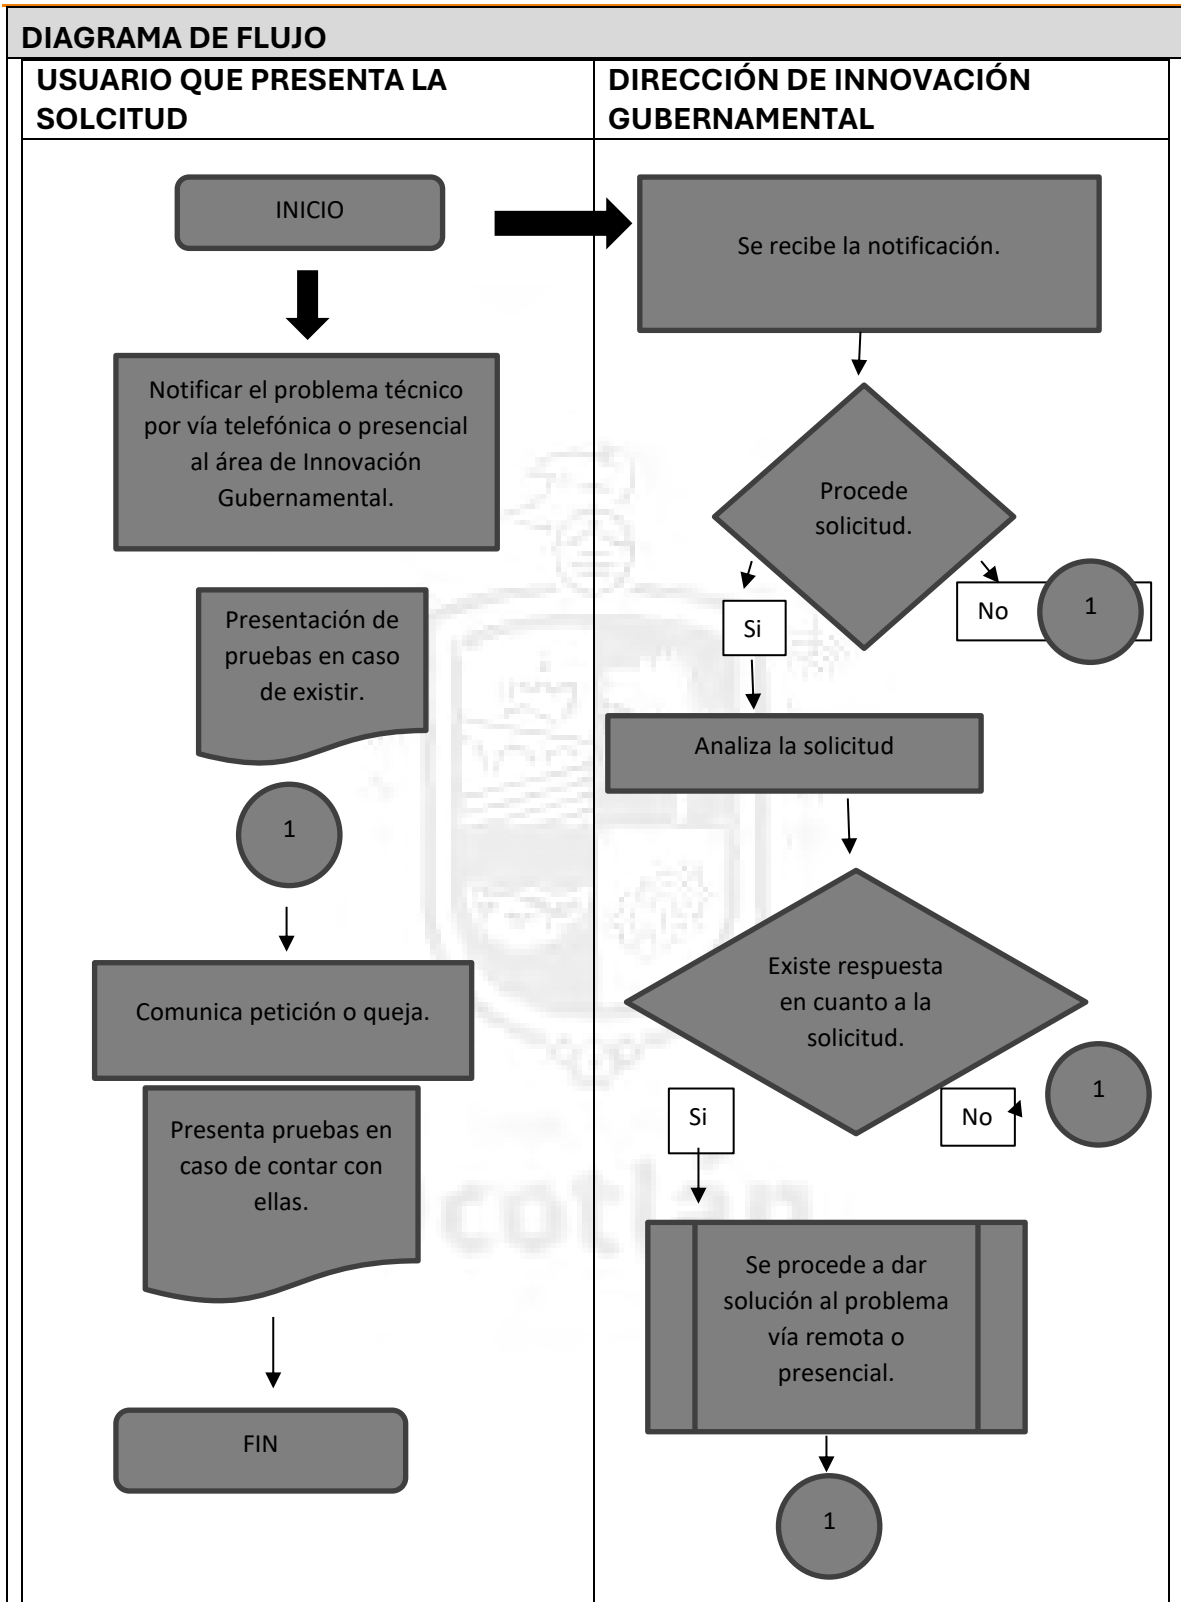 DIAGRAMA DE FLUJO
USUARIO QUE PRESENTA LA
SOLCITUD
DIRECCIÓN DE INNOVACIÓN
GUBERNAMENTAL
INICIO
Notificar el problema técnico
por vía telefónica o presencial
al área de Innovación
Gubernamental.
Presentación de
pruebas en caso
de existir.
1
Comunica petición o queja.
Presenta pruebas en
caso de contar con
ellas.
FIN
Se recibe la notificación.
Procede
solicitud.
Si
No
1
Analiza la solicitud
Existe respuesta
en cuanto a la
solicitud.
Si
No
1
Se procede a dar
solución al problema
vía remota o
presencial.
1